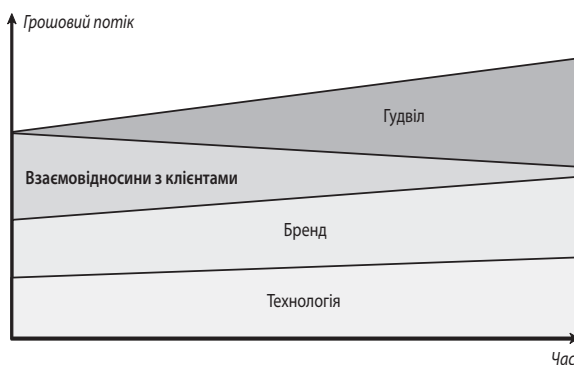 Грошовий потік
Гудвіл
Взаємовідносини з клієнтами
Бренд
Технологія
Час